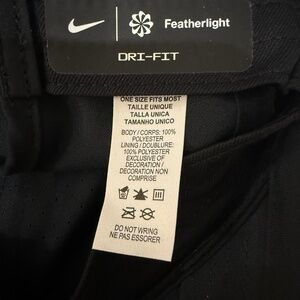 Featherlight
DRI-FIT
ONE SIZE FITS MOST
TAILLE UNIQUE
TALLA UNICA
TAMANHO UNICO
BODY / CORPS: 100%
POLYESTER
LINING / DOUBLURE:
100% POLYESTER
EXCLUSIVE OF
DECORATION /
DECORATION NON
COMPRISE
DO NOT WRING
NE PAS ESSORER